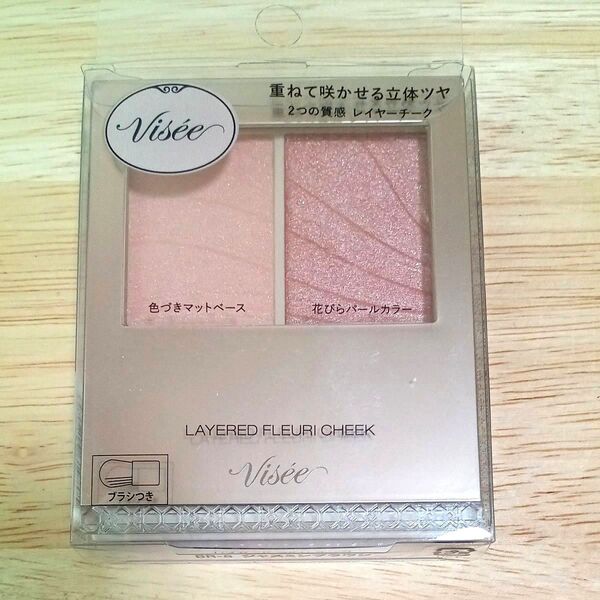 Visée
重ねて咲かせる立体ツヤ
2つの質感 レイヤーチーク
色づきマットベース
花びらパールカラー
LAYERED FLEURI CHEEK
Visée
ブラシつき